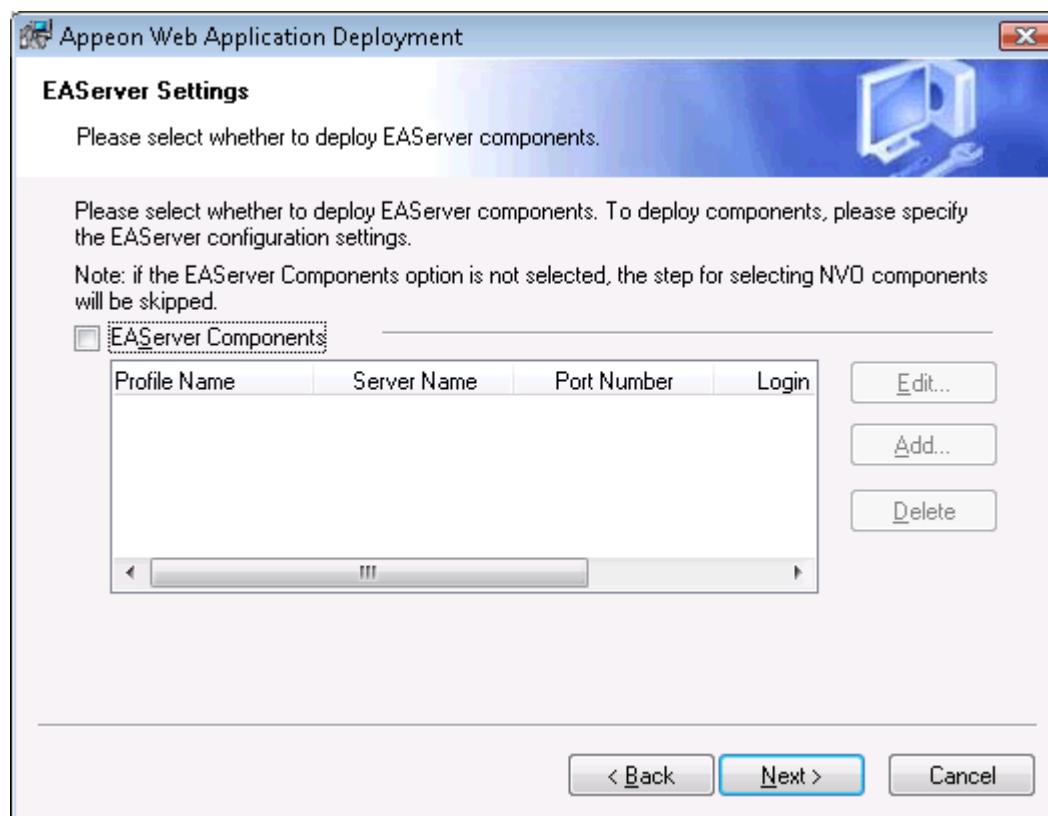 Appeon Web Application Deployment
EAServer Settings
Please select whether to deploy EAServer components.
Please select whether to deploy EAServer components. To deploy components, please specify
the EAServer configuration settings.
Note: if the EAServer Components option is not selected, the step for selecting NVO components
will be skipped.
EAServer Components
Profile Name Server Name Port Number Login
Edit...
Add...
Delete
< Back Next > Cancel